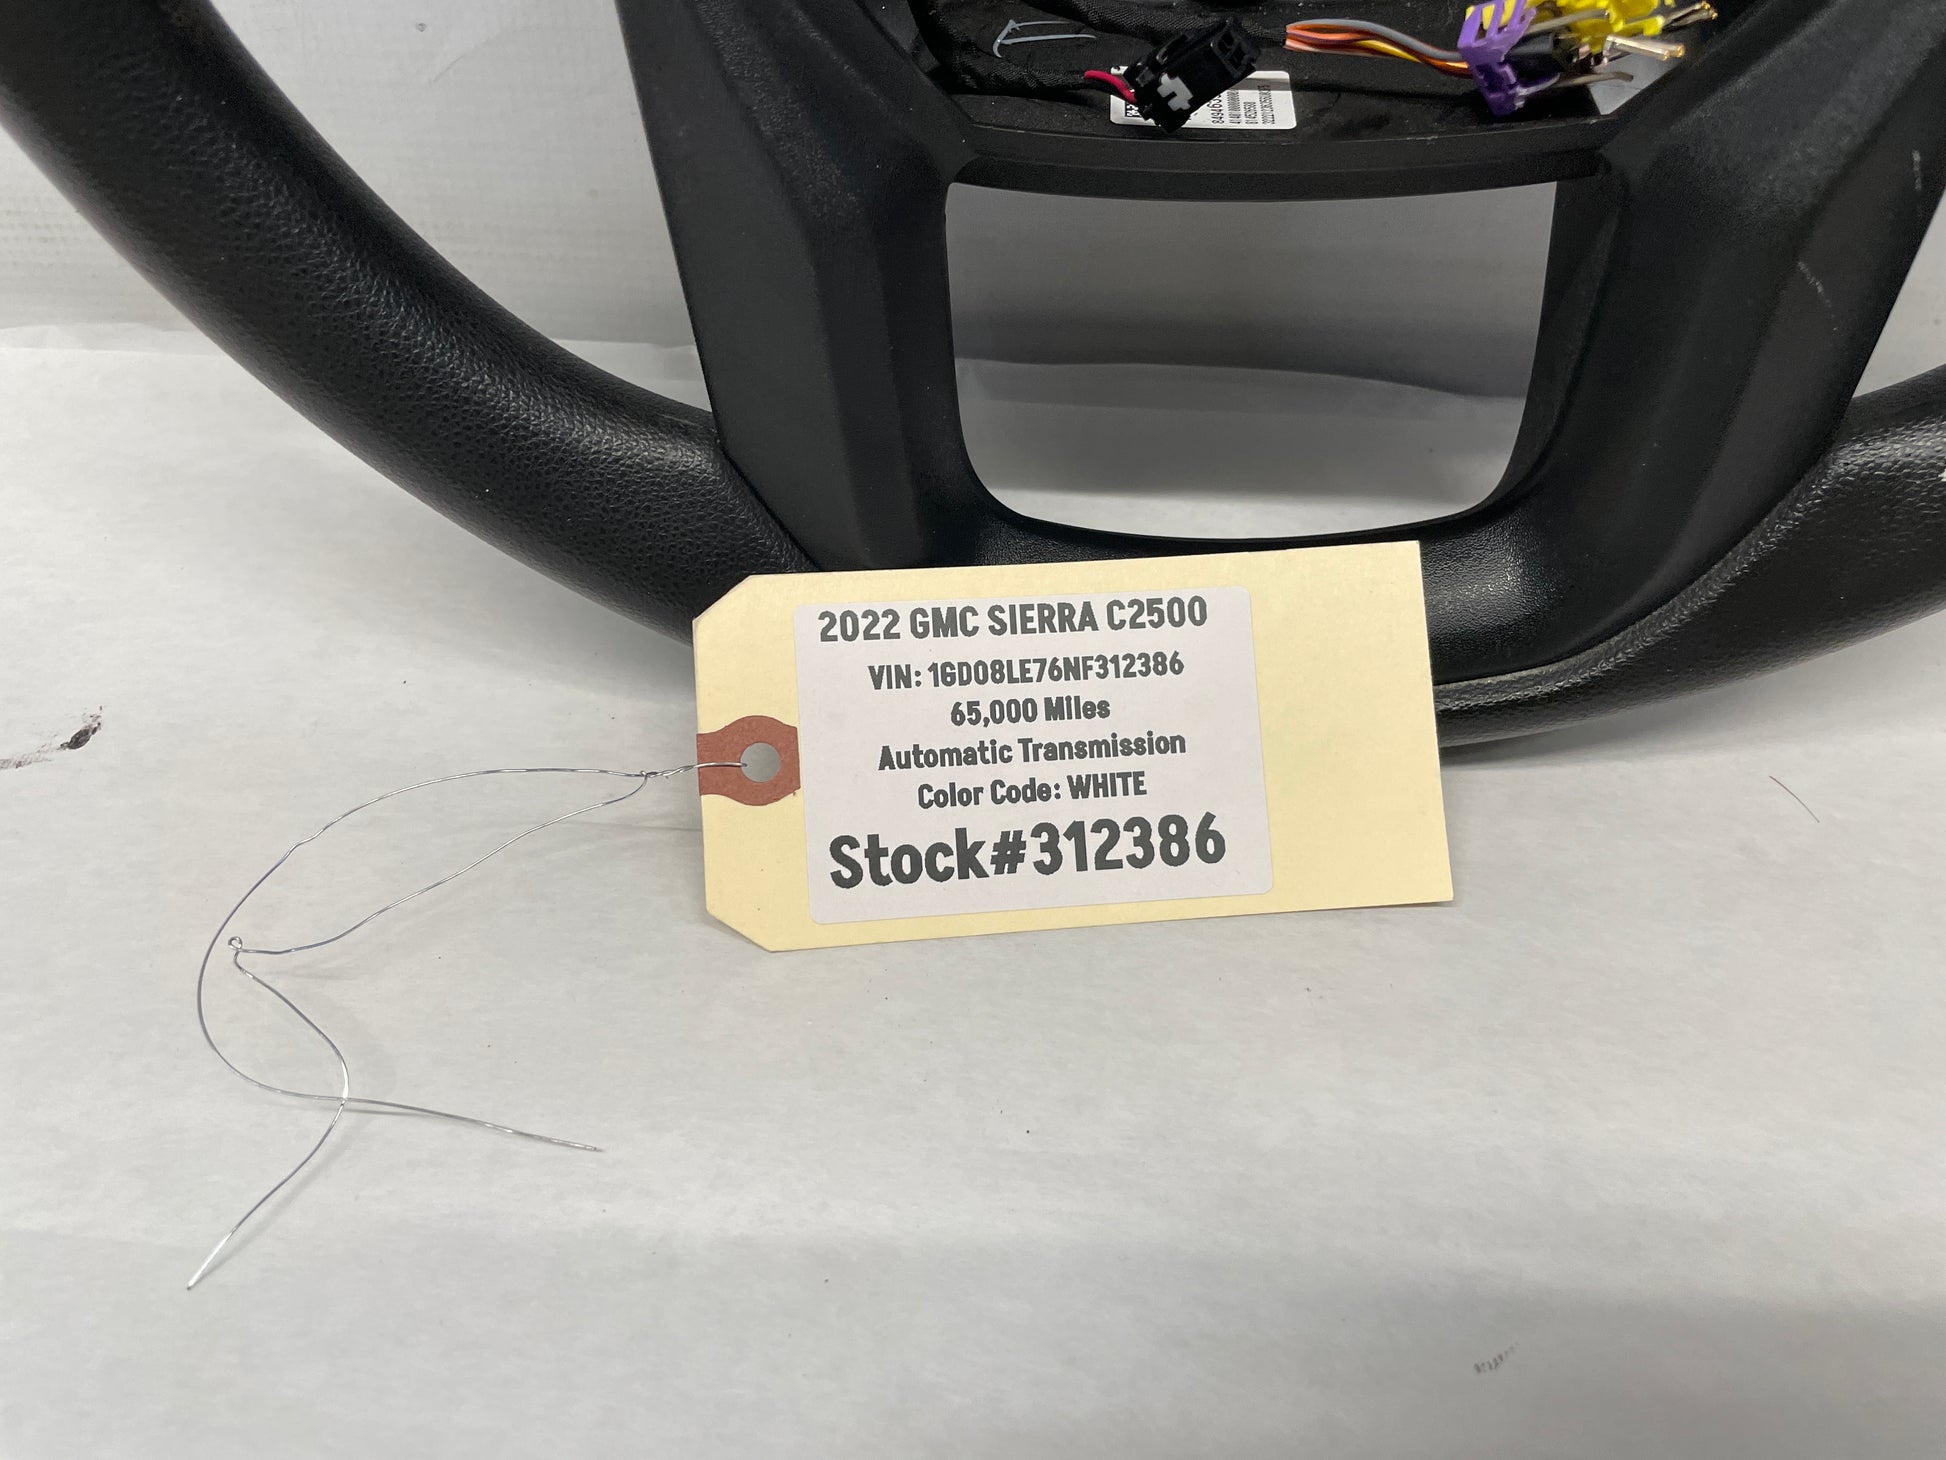 2022 GMC SIERRA C2500
VIN: 1GD08LE76NF312386
65,000 Miles
Automatic Transmission
Color Code: WHITE
Stock#312386